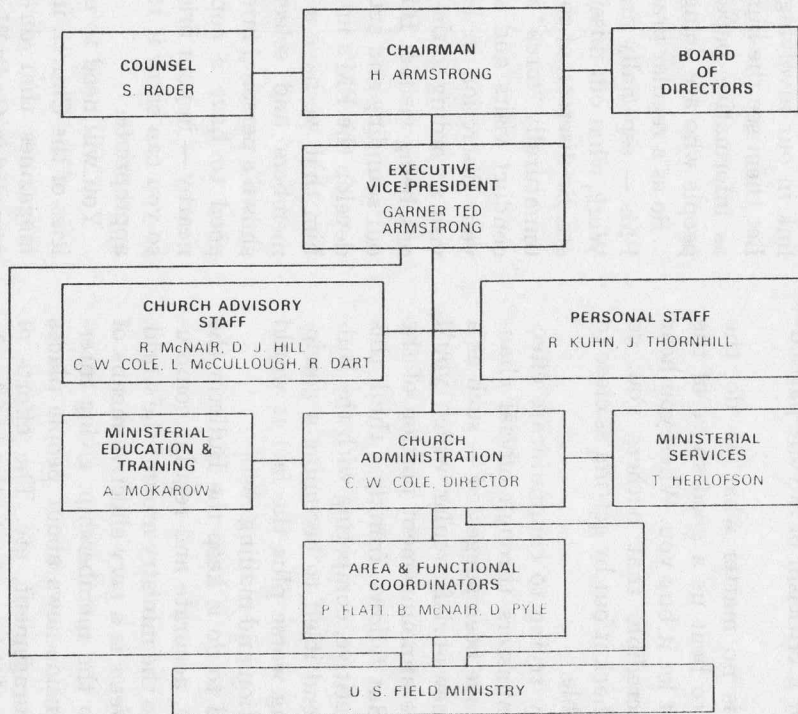 COUNSEL
S. RADER
CHAIRMAN
H. ARMSTRONG
BOARD
OF
DIRECTORS
EXECUTIVE
VICE-PRESIDENT
GARNER TED
ARMSTRONG
CHURCH ADVISORY
STAFF
R. McNAIR, D. J. HILL
C. W. COLE, L. McCULLOUGH, R. DART
PERSONAL STAFF
R. KUHN, J. THORNHILL
MINISTERIAL
EDUCATION &
TRAINING
A. MOKAROW
CHURCH
ADMINISTRATION
C. W. COLE, DIRECTOR
MINISTERIAL
SERVICES
T. HERLOFSON
AREA & FUNCTIONAL
COORDINATORS
P. FLATT, B. McNAIR, D. PYLE
U.S. FIELD MINISTRY